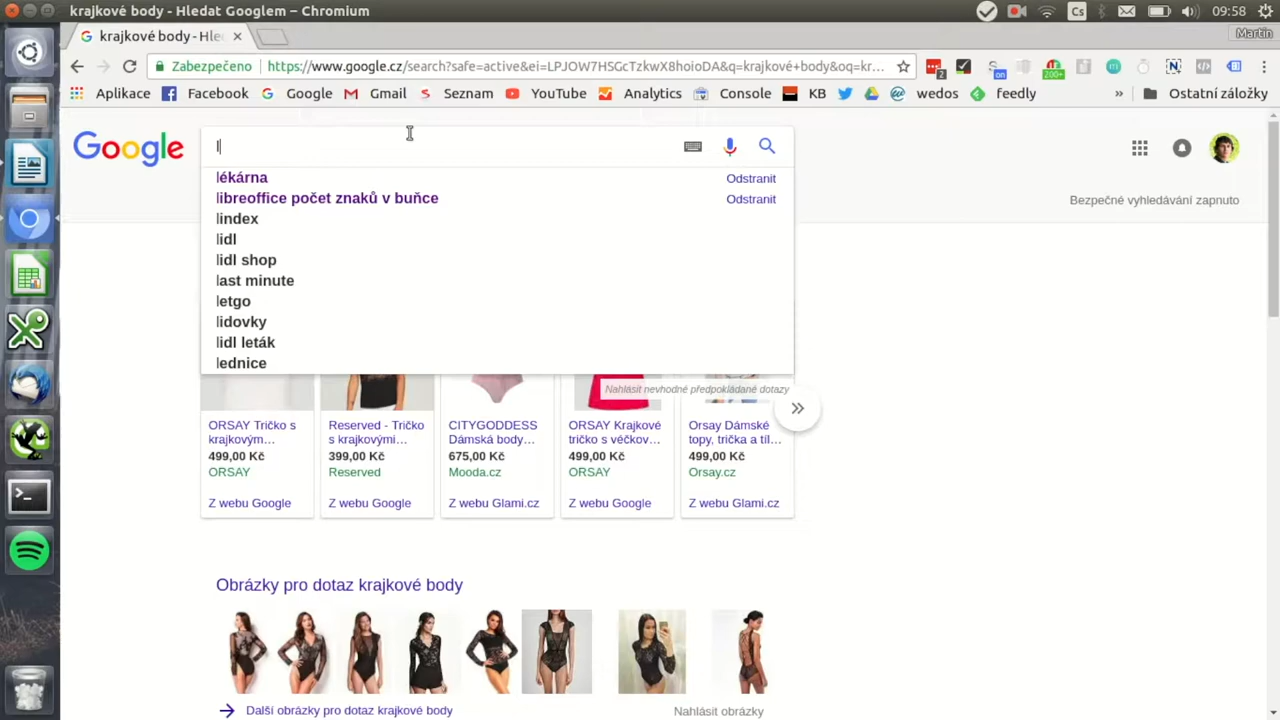 krajkové body - Hledat Googlem – Chromium
Cs
09:58
krajkové body - Hle
Martin
Zabezpečeno
https://www.google.cz/search?safe=active&ei=LPJOW7HSGcTzkwX8hoioDA&q=krajkové+body&oq=kr...
2
on
200+
Aplikace
Facebook
Google
Gmail
Seznam
YouTube
Analytics
Console
KB
wedos
feedly
»
Ostatní záložky
Google
l
lékárna
Odstranit
libreoffice počet znaků v buňce
Odstranit
lindex
lidl
lidl shop
last minute
letgo
lidovky
lidl leták
lednice
Bezpečné vyhledávání zapnuto
Nahlásit nevhodné předpokládané dotazy
ORSAY Tričko s
krajkovým…
499,00 Kč
ORSAY
Z webu Google
Reserved - Tričko
s krajkovými…
399,00 Kč
Reserved
Z webu Google
CITYGODDESS
Dámská body…
675,00 Kč
Mooda.cz
Z webu Glami.cz
ORSAY Krajkové
tričko s véčkov…
499,00 Kč
ORSAY
Z webu Google
Orsay Dámské
topy, trička a tíl…
499,00 Kč
Orsay.cz
Z webu Glami.cz
Obrázky pro dotaz krajkové body
Další obrázky pro dotaz krajkové body
Nahlásit obrázky